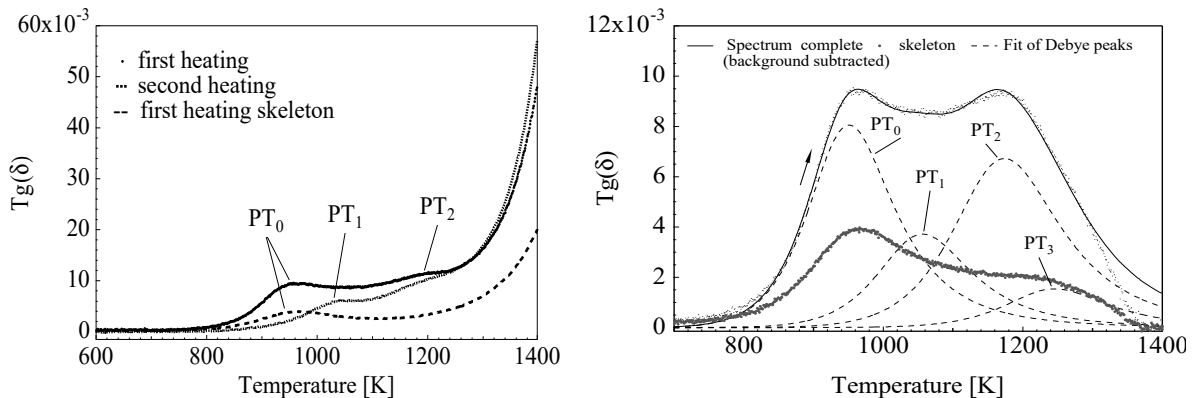 60x10-3
50
40
30
20
10
0
Tg(δ)
first heating
second heating
first heating skeleton
PT0
PT1
PT2
600
800
1000
1200
1400
Temperature [K]
12x10-3
10
8
6
4
2
0
Tg(δ)
Spectrum complete
(background subtracted)
skeleton
Fit of Debye peaks
PT0
PT1
PT2
PT3
800
1000
1200
1400
Temperature [K]